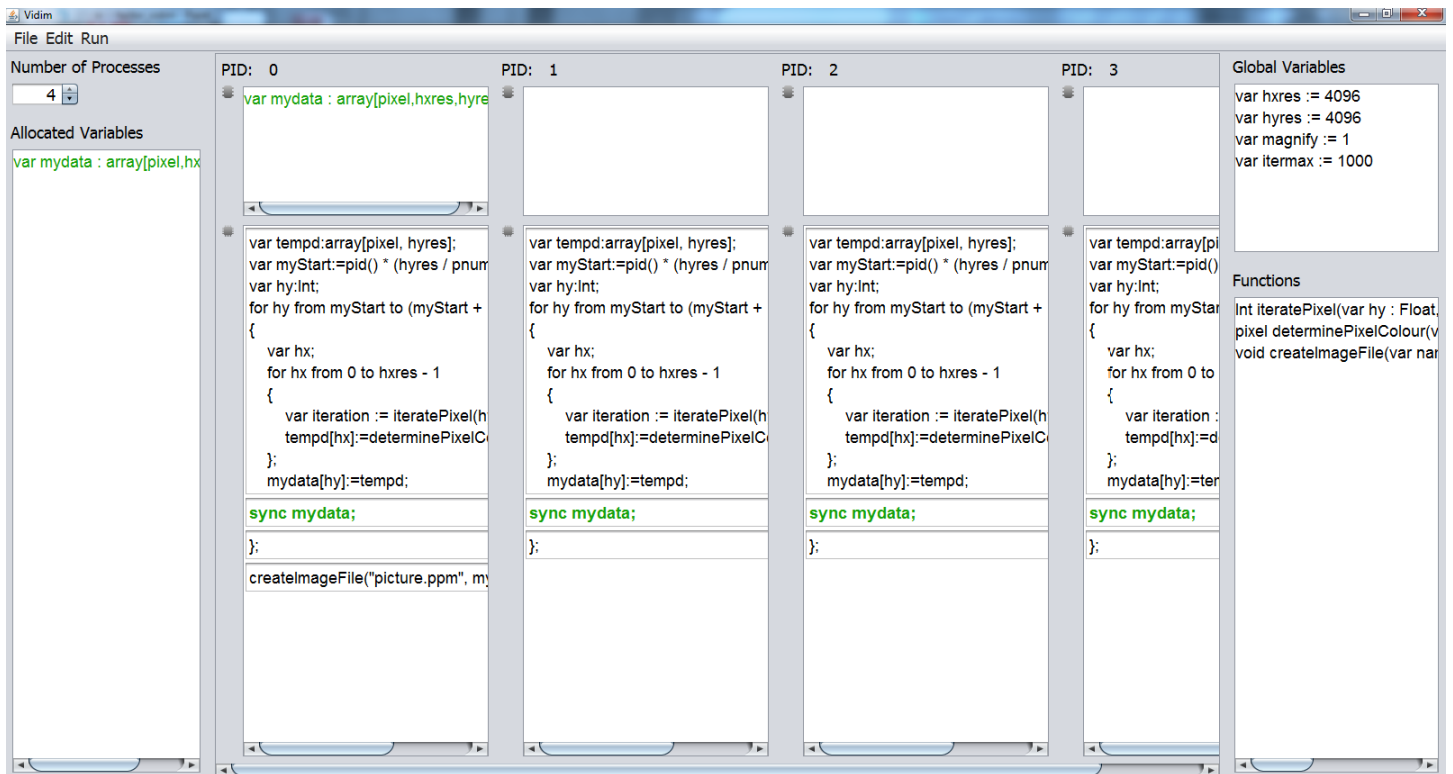 Vidim
File Edit Run
Number of Processes
4
Allocated Variables
var mydata : array[pixel,hx
PID: 0
var mydata : array[pixel,hxres,hyre
var tempd:array[pixel, hyres];
var myStart:=pid() * (hyres / pnum
var hy:Int;
for hy from myStart to (myStart +
{
var hx;
for hx from 0 to hxres - 1
{
var iteration := iteratePixel(h
tempd[hx]:=determinePixelC
};
mydata[hy]:=tempd;
sync mydata;
};
createImageFile("picture.ppm", my
PID: 1
var tempd:array[pixel, hyres];
var myStart:=pid() * (hyres / pnum
var hy:Int;
for hy from myStart to (myStart +
{
var hx;
for hx from 0 to hxres - 1
{
var iteration := iteratePixel(h
tempd[hx]:=determinePixelC
};
mydata[hy]:=tempd;
sync mydata;
};
PID: 2
var tempd:array[pixel, hyres];
var myStart:=pid() * (hyres / pnum
var hy:Int;
for hy from myStart to (myStart +
{
var hx;
for hx from 0 to hxres - 1
{
var iteration := iteratePixel(h
tempd[hx]:=determinePixelC
};
mydata[hy]:=tempd;
sync mydata;
};
PID: 3
var tempd:array[pi
var myStart:=pid()
var hy:Int;
for hy from myStar
{
var hx;
for hx from 0 to
{
var iteration :
tempd[hx]:=d
};
mydata[hy]:=ten
sync mydata;
};
Global Variables
var hxres := 4096
var hyres := 4096
var magnify := 1
var itermax := 1000
Functions
Int iteratePixel(var hy : Float,
pixel determinePixelColour(v
void createImageFile(var nar